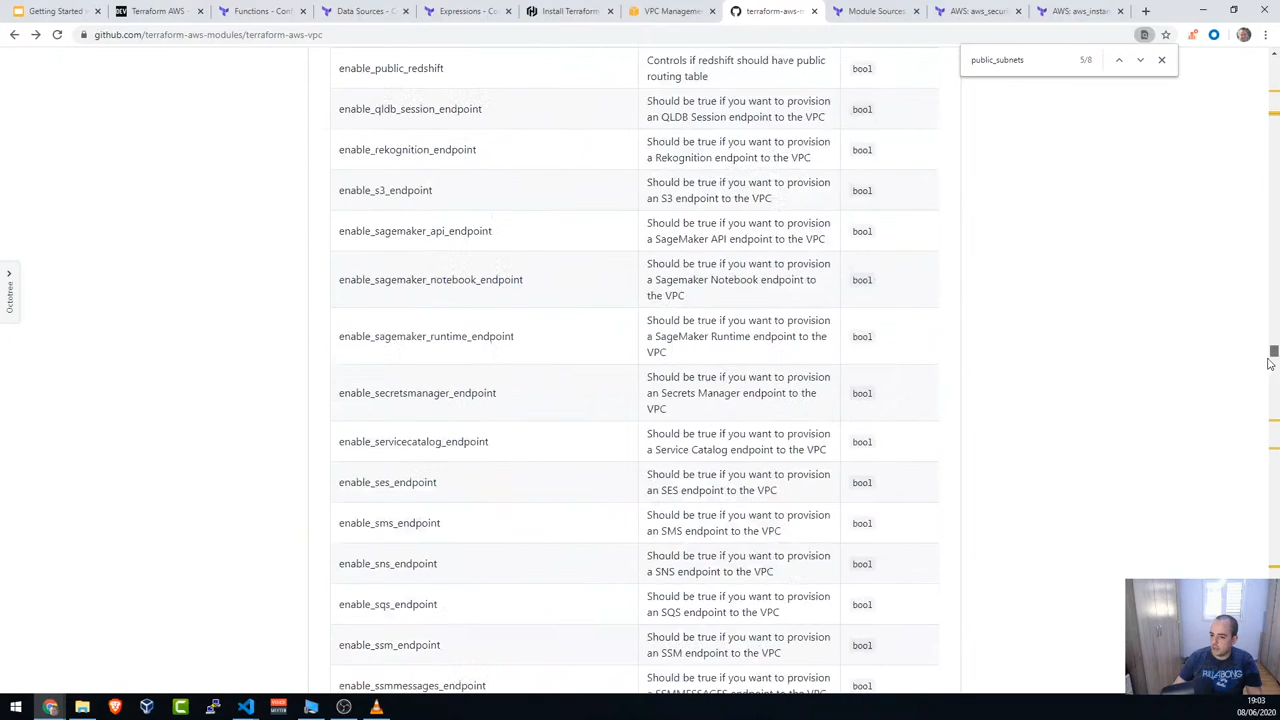 Getting Started w
Terraform AWS -
Functions - Conf
Data Sources - C
Expressions - Co
Install Terraform
VPC Manageme
terraform-aws-m
Module Sources
AWS: aws_securi
AWS: aws_instan
github.com/terraform-aws-modules/terraform-aws-vpc
public_subnets 5/8
enable_public_redshift
Controls if redshift should have public
routing table
bool
enable_qldb_session_endpoint
Should be true if you want to provision
an QLDB Session endpoint to the VPC
bool
enable_rekognition_endpoint
Should be true if you want to provision
a Rekognition endpoint to the VPC
bool
enable_s3_endpoint
Should be true if you want to provision
an S3 endpoint to the VPC
bool
enable_sagemaker_api_endpoint
Should be true if you want to provision
a SageMaker API endpoint to the VPC
bool
enable_sagemaker_notebook_endpoint
Should be true if you want to provision
a Sagemaker Notebook endpoint to
the VPC
bool
enable_sagemaker_runtime_endpoint
Should be true if you want to provision
a SageMaker Runtime endpoint to the
VPC
bool
enable_secretsmanager_endpoint
Should be true if you want to provision
an Secrets Manager endpoint to the
VPC
bool
enable_servicecatalog_endpoint
Should be true if you want to provision
a Service Catalog endpoint to the VPC
bool
enable_ses_endpoint
Should be true if you want to provision
an SES endpoint to the VPC
bool
enable_sms_endpoint
Should be true if you want to provision
an SMS endpoint to the VPC
bool
enable_sns_endpoint
Should be true if you want to provision
a SNS endpoint to the VPC
bool
enable_sqs_endpoint
Should be true if you want to provision
an SQS endpoint to the VPC
bool
enable_ssm_endpoint
Should be true if you want to provision
an SSM endpoint to the VPC
bool
enable_ssmmessages_endpoint
Should be true if you want to provision
a SSMMESSAGES endpoint to the VPC
bool
Octotree
BILLABONG
19:03
08/06/2020